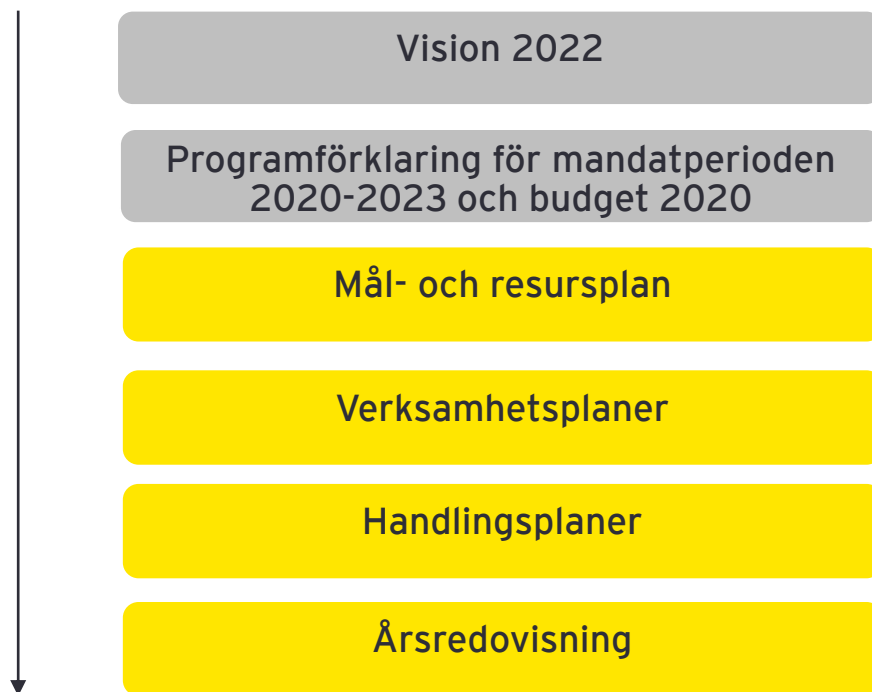 Vision 2022
Programförklaring för mandatperioden
2020-2023 och budget 2020
Mål- och resursplan
Verksamhetsplaner
Handlingsplaner
Årsredovisning